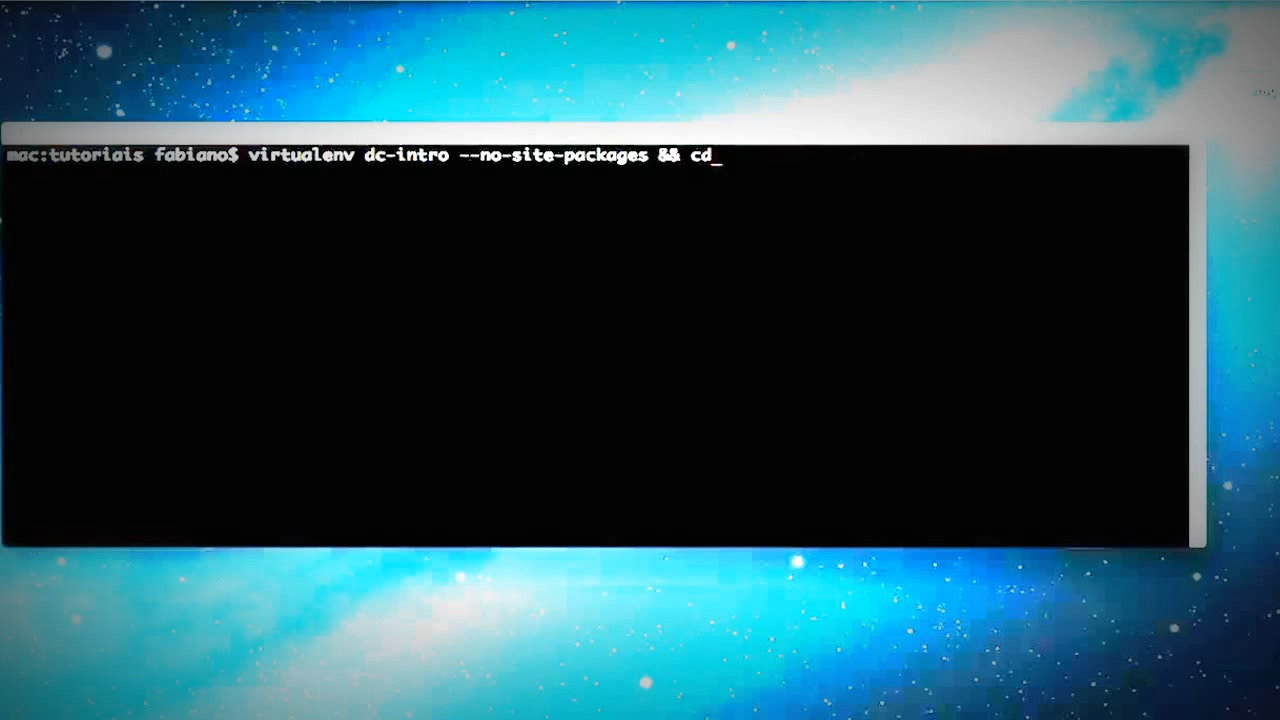 mac:tutoriais fabiano$ virtualenv dc-intro --no-site-packages && cd_